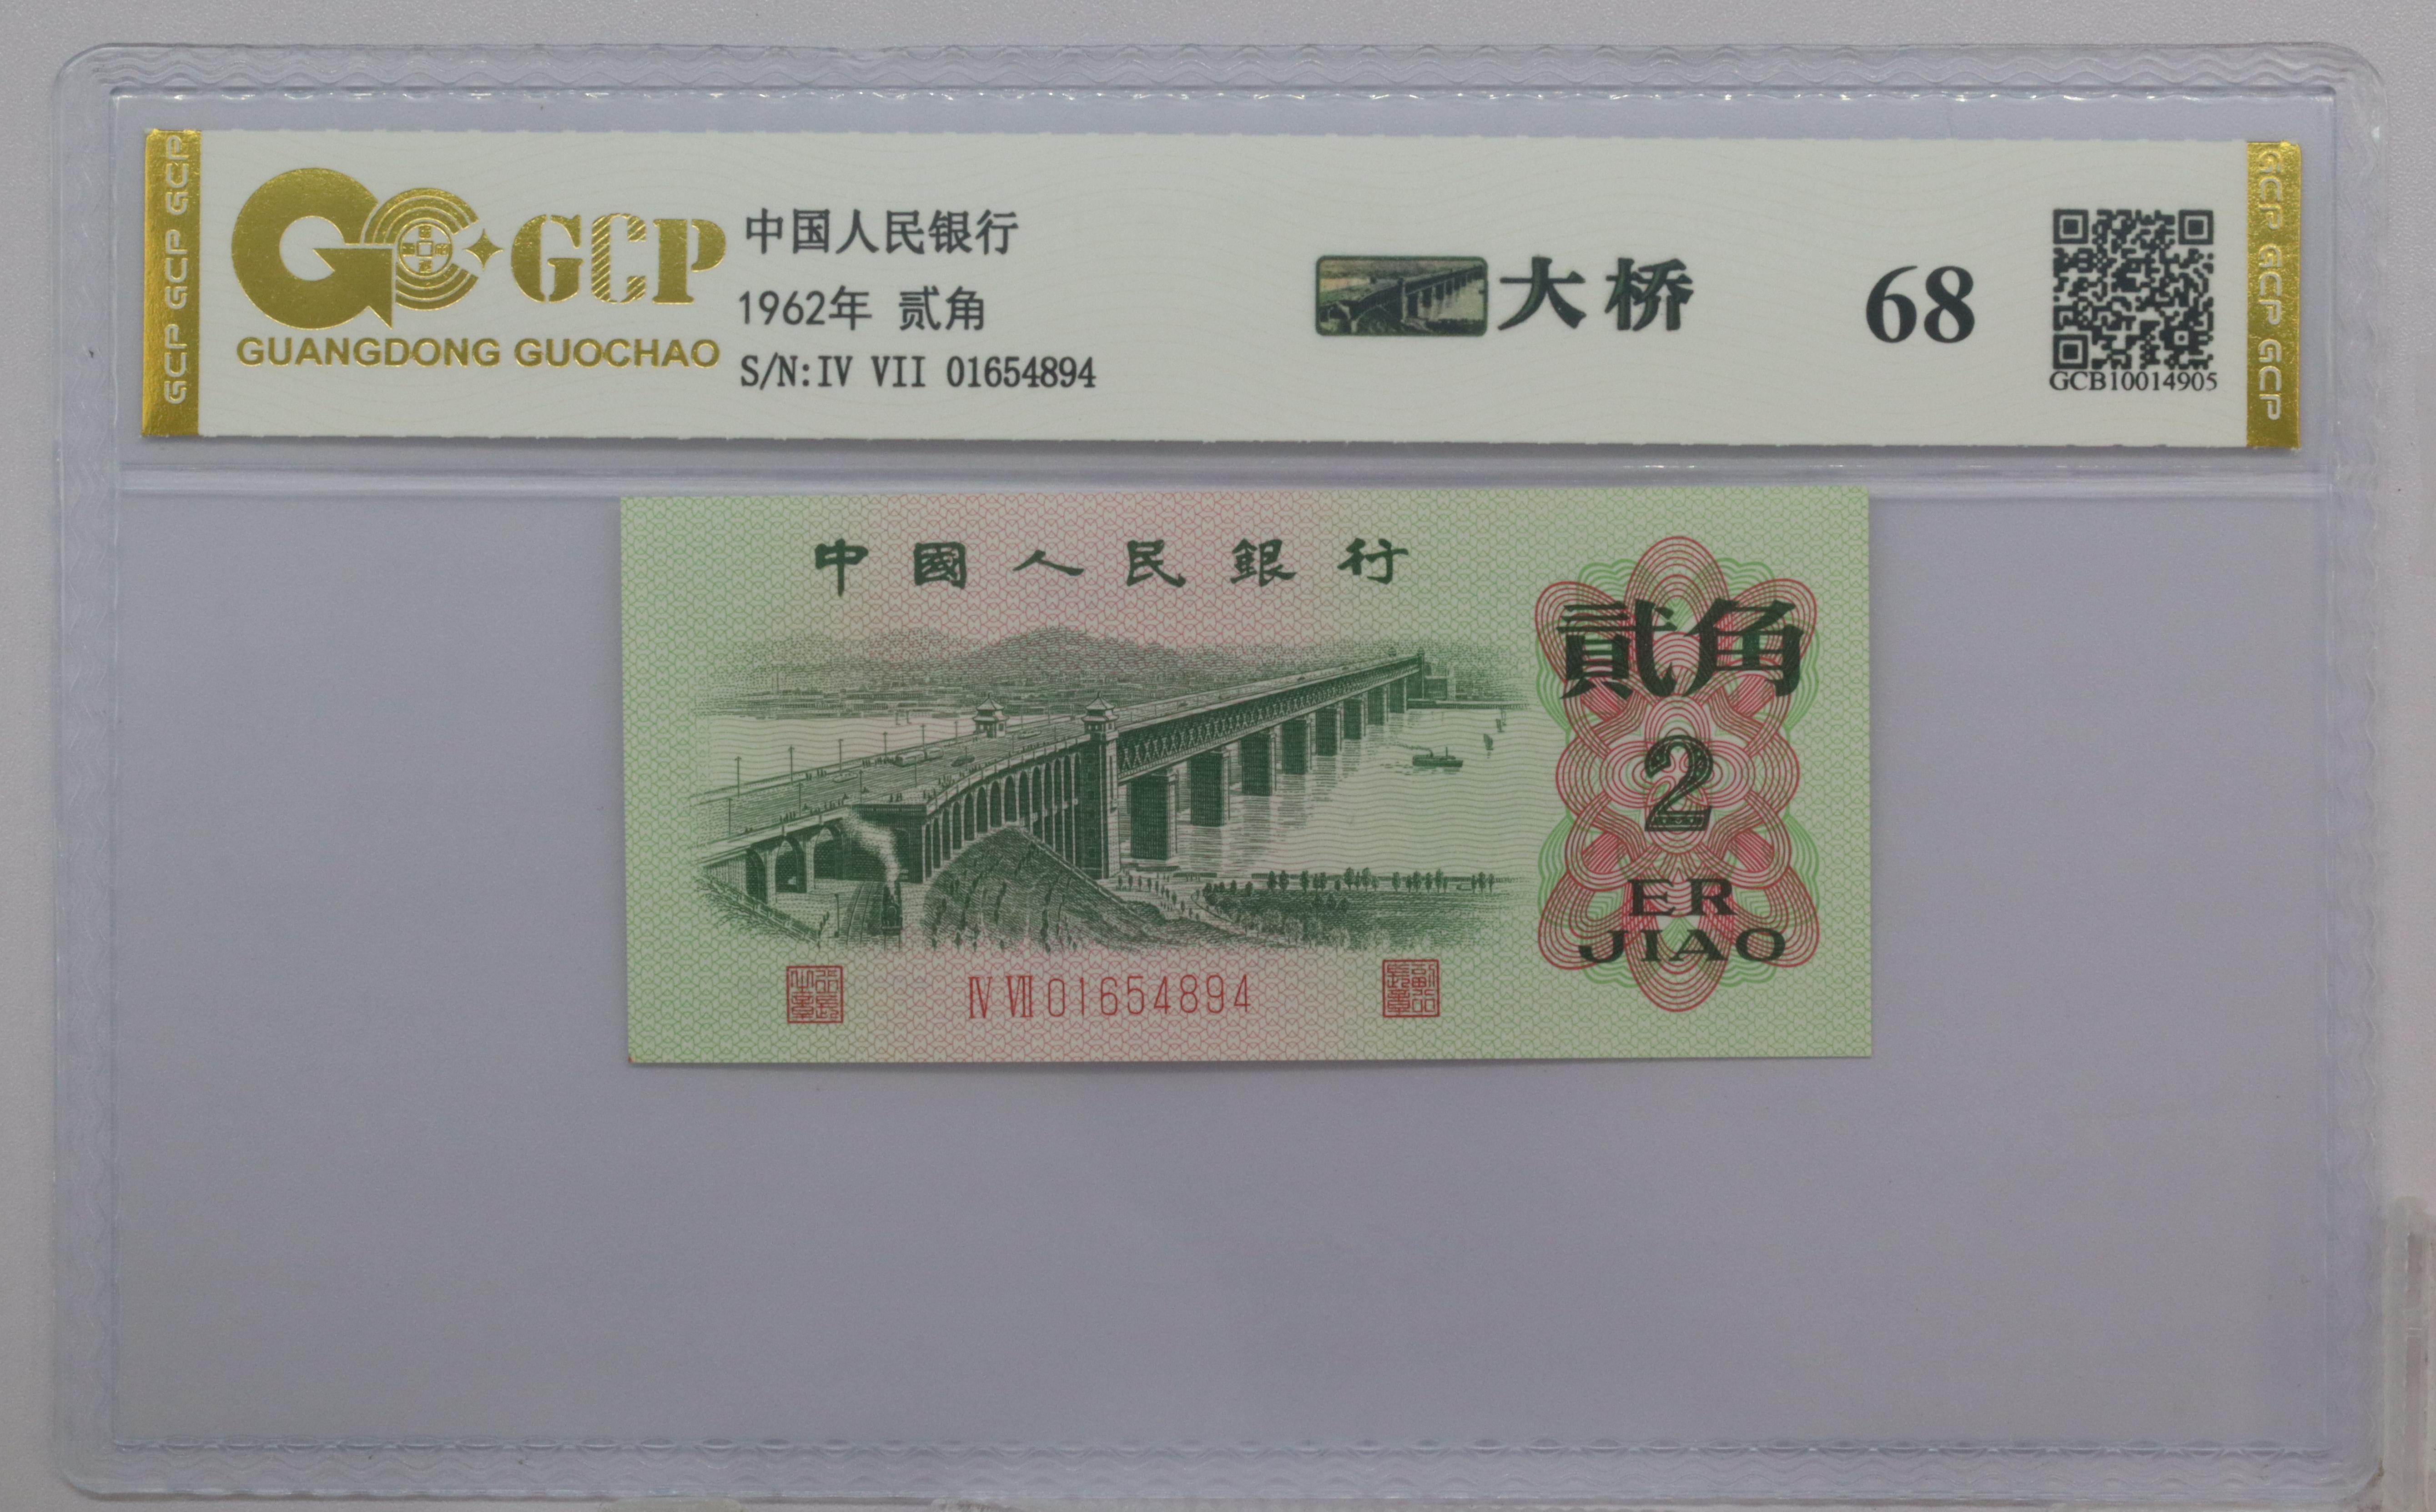 GCP GCP GCP
GCP
GUANGDONG GUOCHAO
中国人民银行
1962年 贰角
S/N:IV VII 01654894
大桥
68
GCB10014905
GCP GCP GCP
中國人民銀行
貳角
2
ER
JIAO
IV VII 01654894